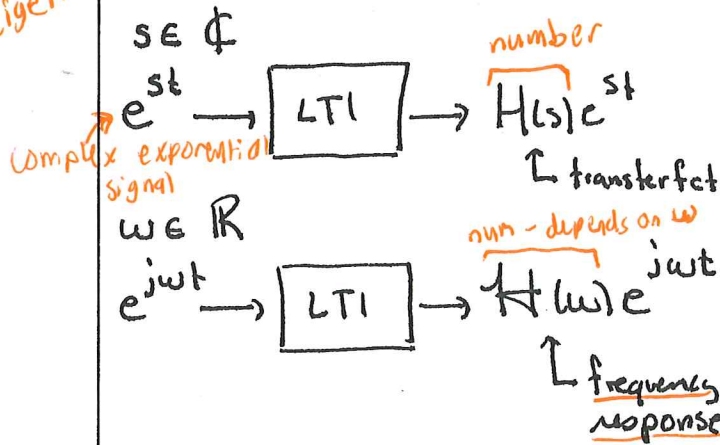 s ∈ ℂ
number
e^{st} → LTI → H(s)e^{st}
complex exponential
signal
transferfct
ω ∈ ℝ
num - depends on ω
e^{jωt} → LTI → H(ω)e^{jωt}
frequency
response